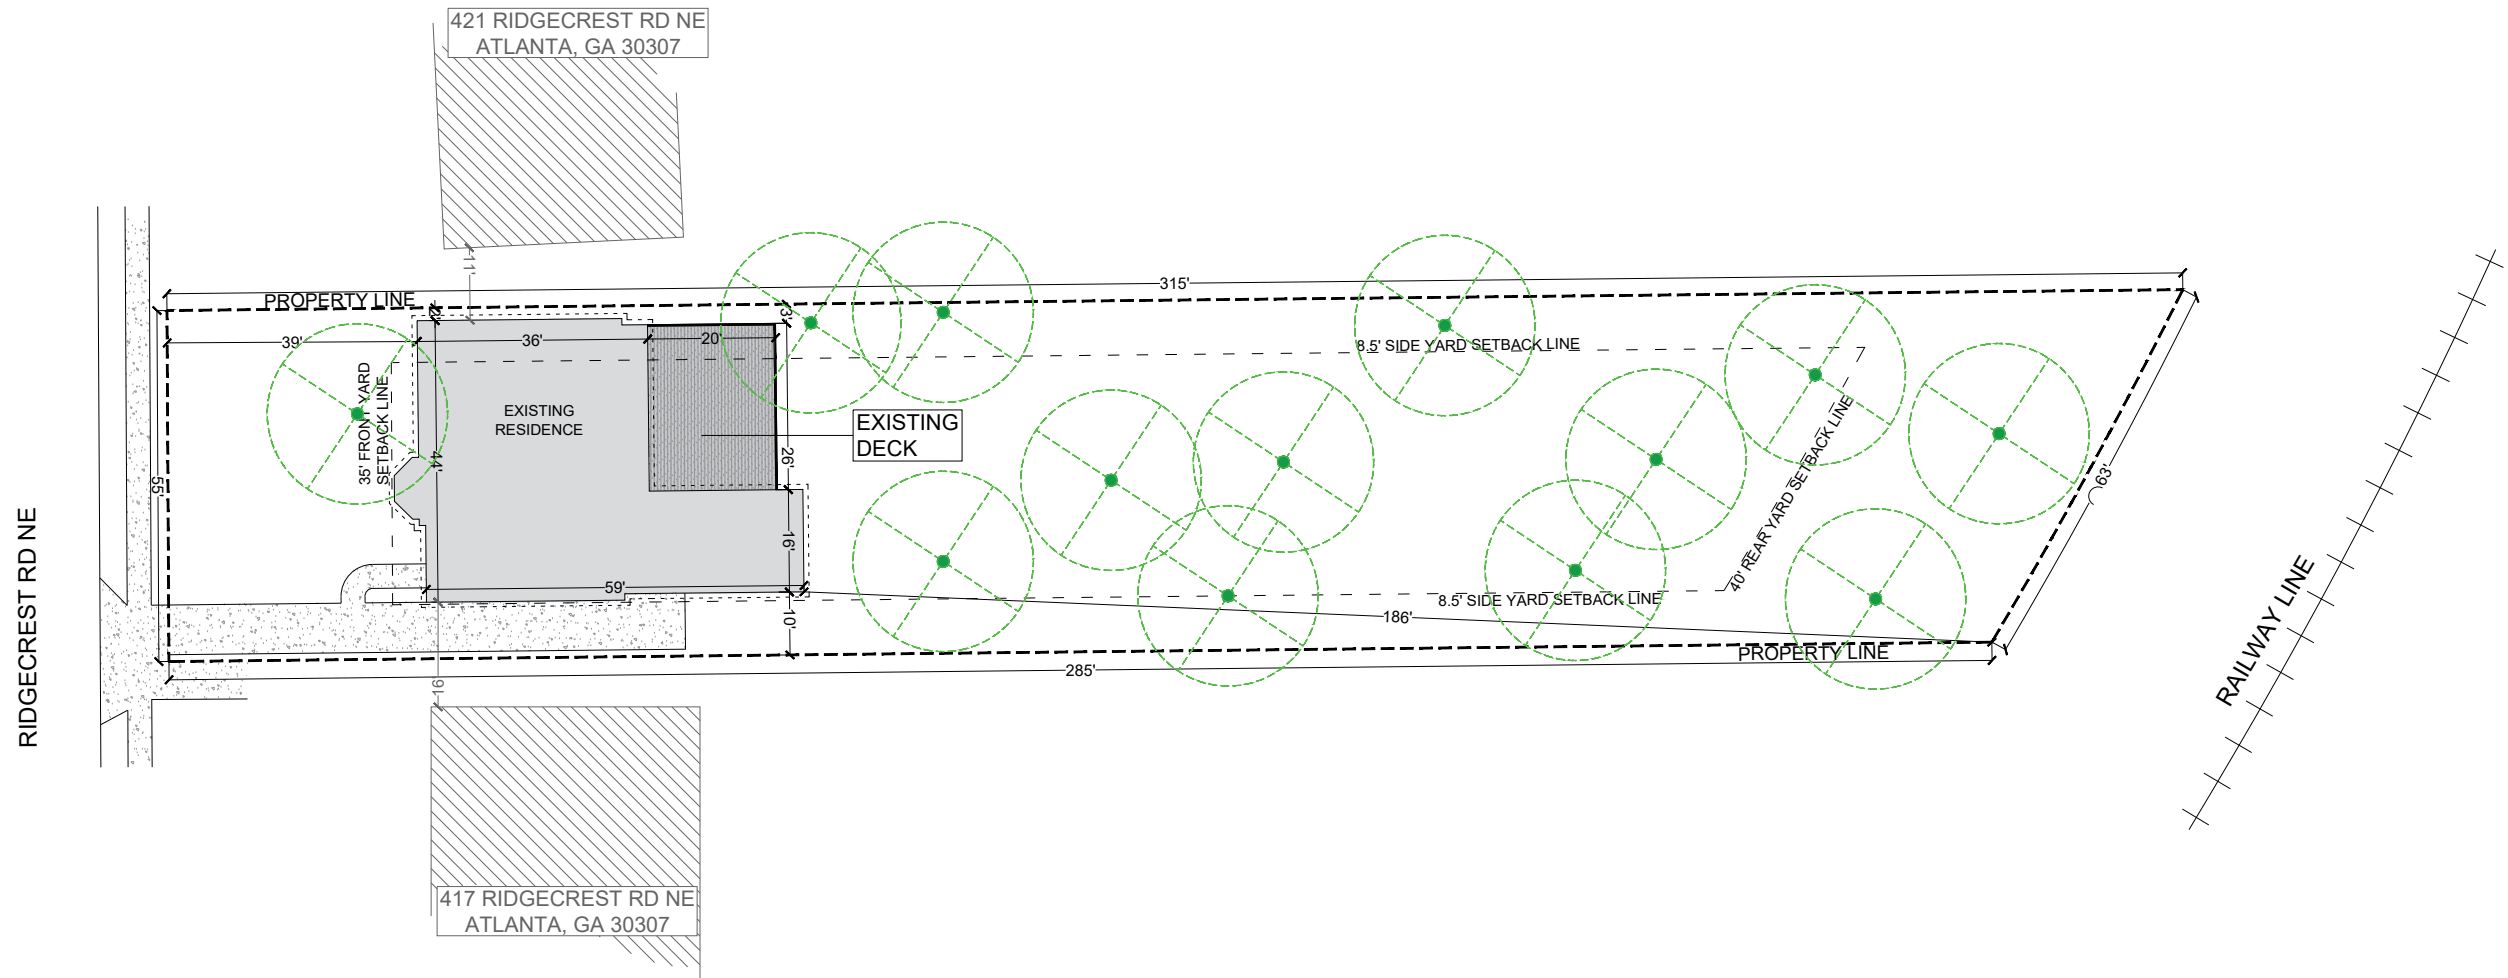 421 RIDGECREST RD NE
ATLANTA, GA 30307
11'
315'
PROPERTY LINE
3'
39'
36'
20'
8.5' SIDE YARD SETBACK LINE
35' FRONT YARD
SETBACK LINE
EXISTING
RESIDENCE
EXISTING
DECK
44'
26'
55'
40' REAR YARD SETBACK LINE
63'
RIDGECREST RD NE
16'
59'
8.5' SIDE YARD SETBACK LINE
10'
186'
PROPERTY LINE
285'
RAILWAY LINE
16'
417 RIDGECREST RD NE
ATLANTA, GA 30307